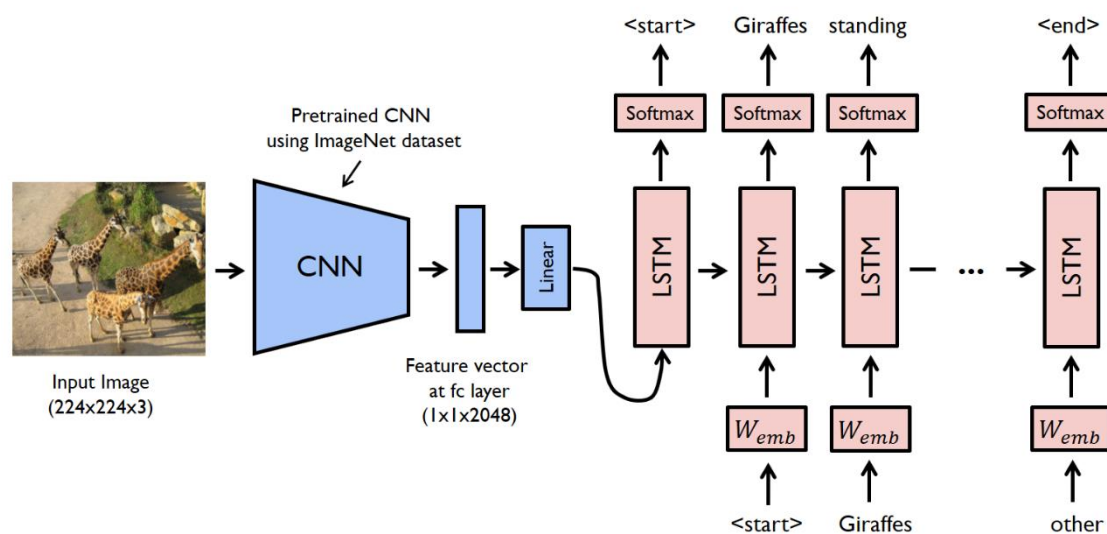 <start> Giraffes standing <end>
Softmax Softmax Softmax Softmax
Pretrained CNN
using ImageNet dataset
CNN
Linear
LSTM LSTM LSTM ... LSTM
Feature vector
at fc layer
(1x1x2048)
Input Image
(224x224x3)
W_emb W_emb W_emb
<start> Giraffes other